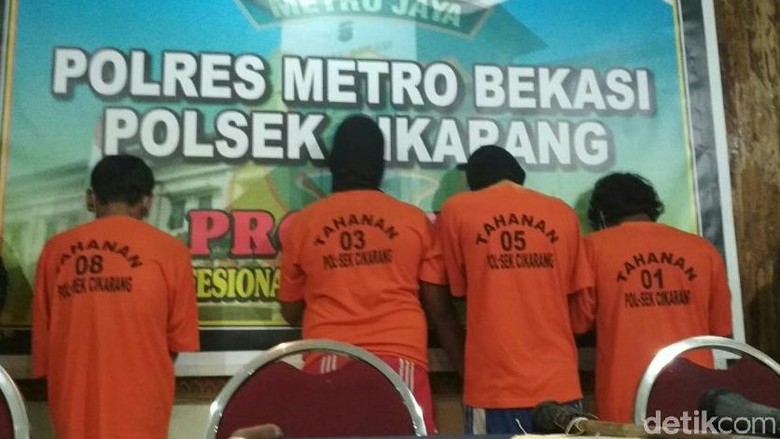 METRO JAYA
POLRES METRO BEKASI
POLSEK CIKARANG
PRO
FESIONA
TAHANAN
08
POL-SEK CIKARANG
TAHANAN
03
POL-SEK CIKARANG
TAHANAN
05
POL-SEK CIKARANG
TAHANAN
01
POL-SEK CIKARANG
detikcom